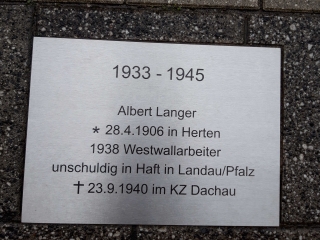 1933 - 1945
Albert Langer
* 28.4.1906 in Herten
1938 Westwallarbeiter
unschuldig in Haft in Landau/Pfalz
† 23.9.1940 im KZ Dachau